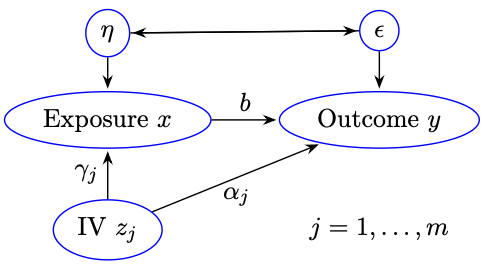 η
ϵ
Exposure x
b
Outcome y
γⱼ
αⱼ
IV zⱼ
j = 1, . . . , m